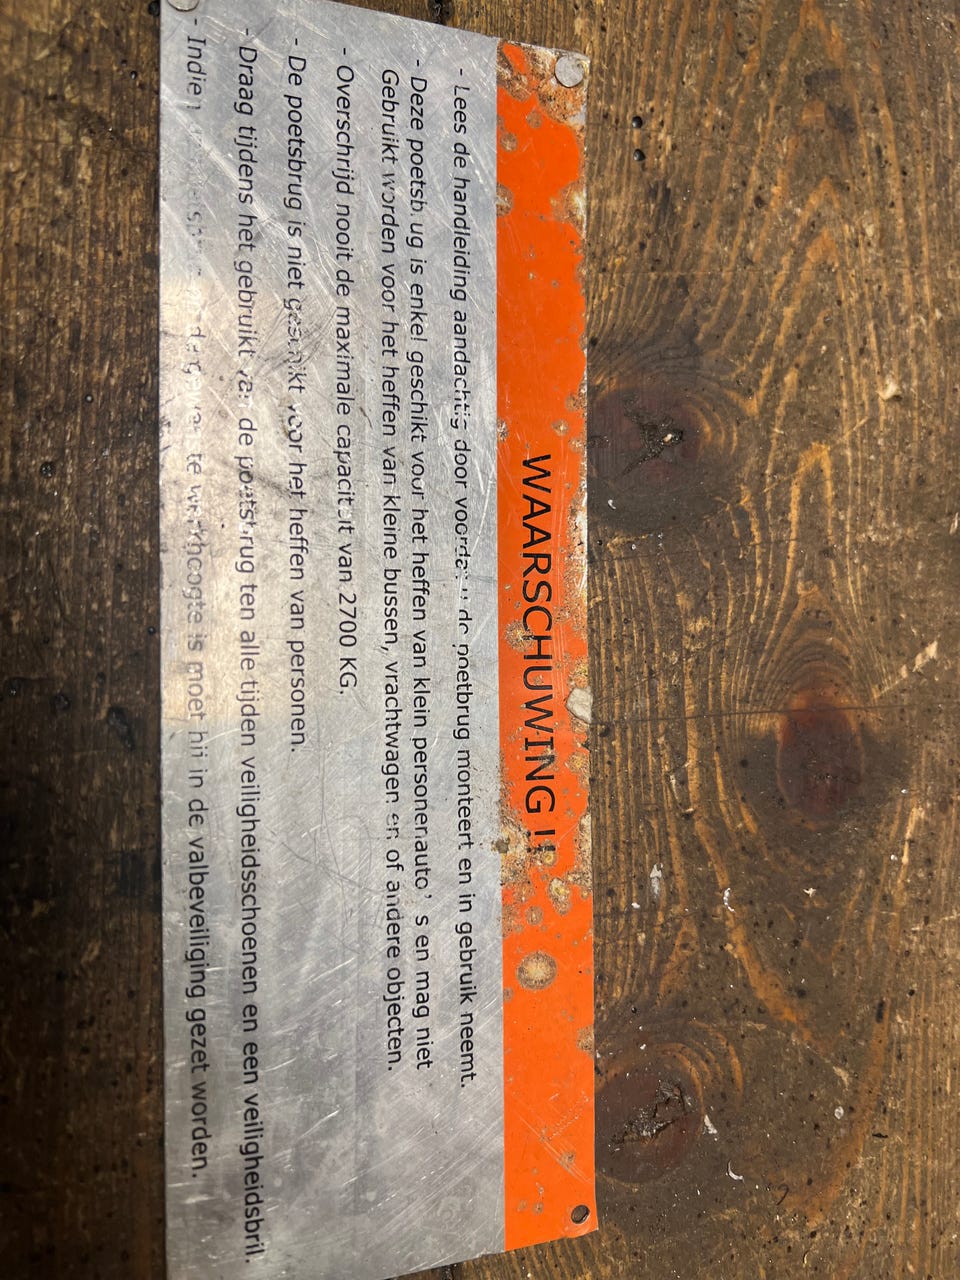 WAARSCHUWING !!
- Lees de handleiding aandachtig door voordat u de poetbrug monteert en in gebruik neemt.
- Deze poetsbrug is enkel geschikt voor het heffen van klein personenauto's en mag niet
Gebruikt worden voor het heffen van kleine bussen, vrachtwagen en of andere objecten.
- Overschrijd nooit de maximale capaciteit van 2700 KG.
- De poetsbrug is niet geschikt voor het heffen van personen.
- Draag tijdens het gebruikt van de poetsbrug ten alle tijden veiligheidsschoenen en een veiligheidsbril.
- Indien te werkhoogte is moet hij in de valbeveiliging gezet worden.